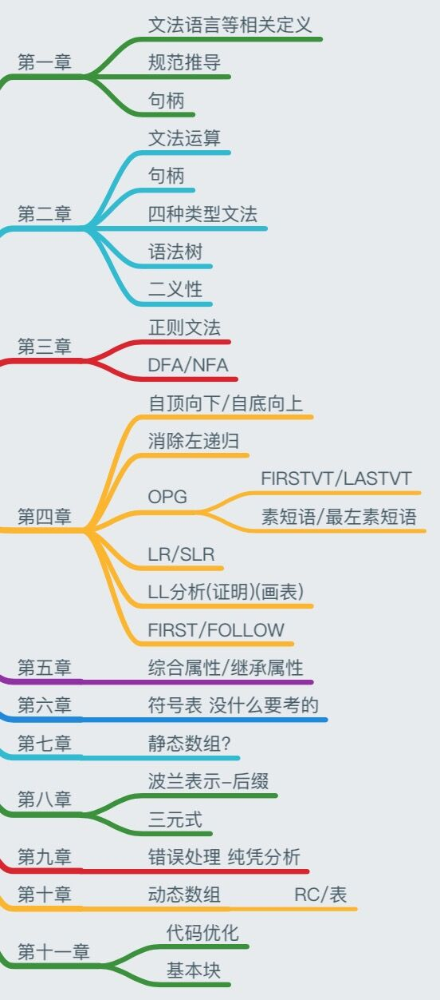 第一章
文法语言等相关定义
规范推导
句柄
第二章
文法运算
句柄
四种类型文法
语法树
二义性
第三章
正则文法
DFA/NFA
第四章
自顶向下/自底向上
消除左递归
OPG
FIRSTVT/LASTVT
素短语/最左素短语
LR/SLR
LL分析(证明)(画表)
FIRST/FOLLOW
第五章
综合属性/继承属性
第六章
符号表 没什么要考的
第七章
静态数组?
第八章
波兰表示-后缀
三元式
第九章
错误处理 纯凭分析
第十章
动态数组
RC/表
第十一章
代码优化
基本块